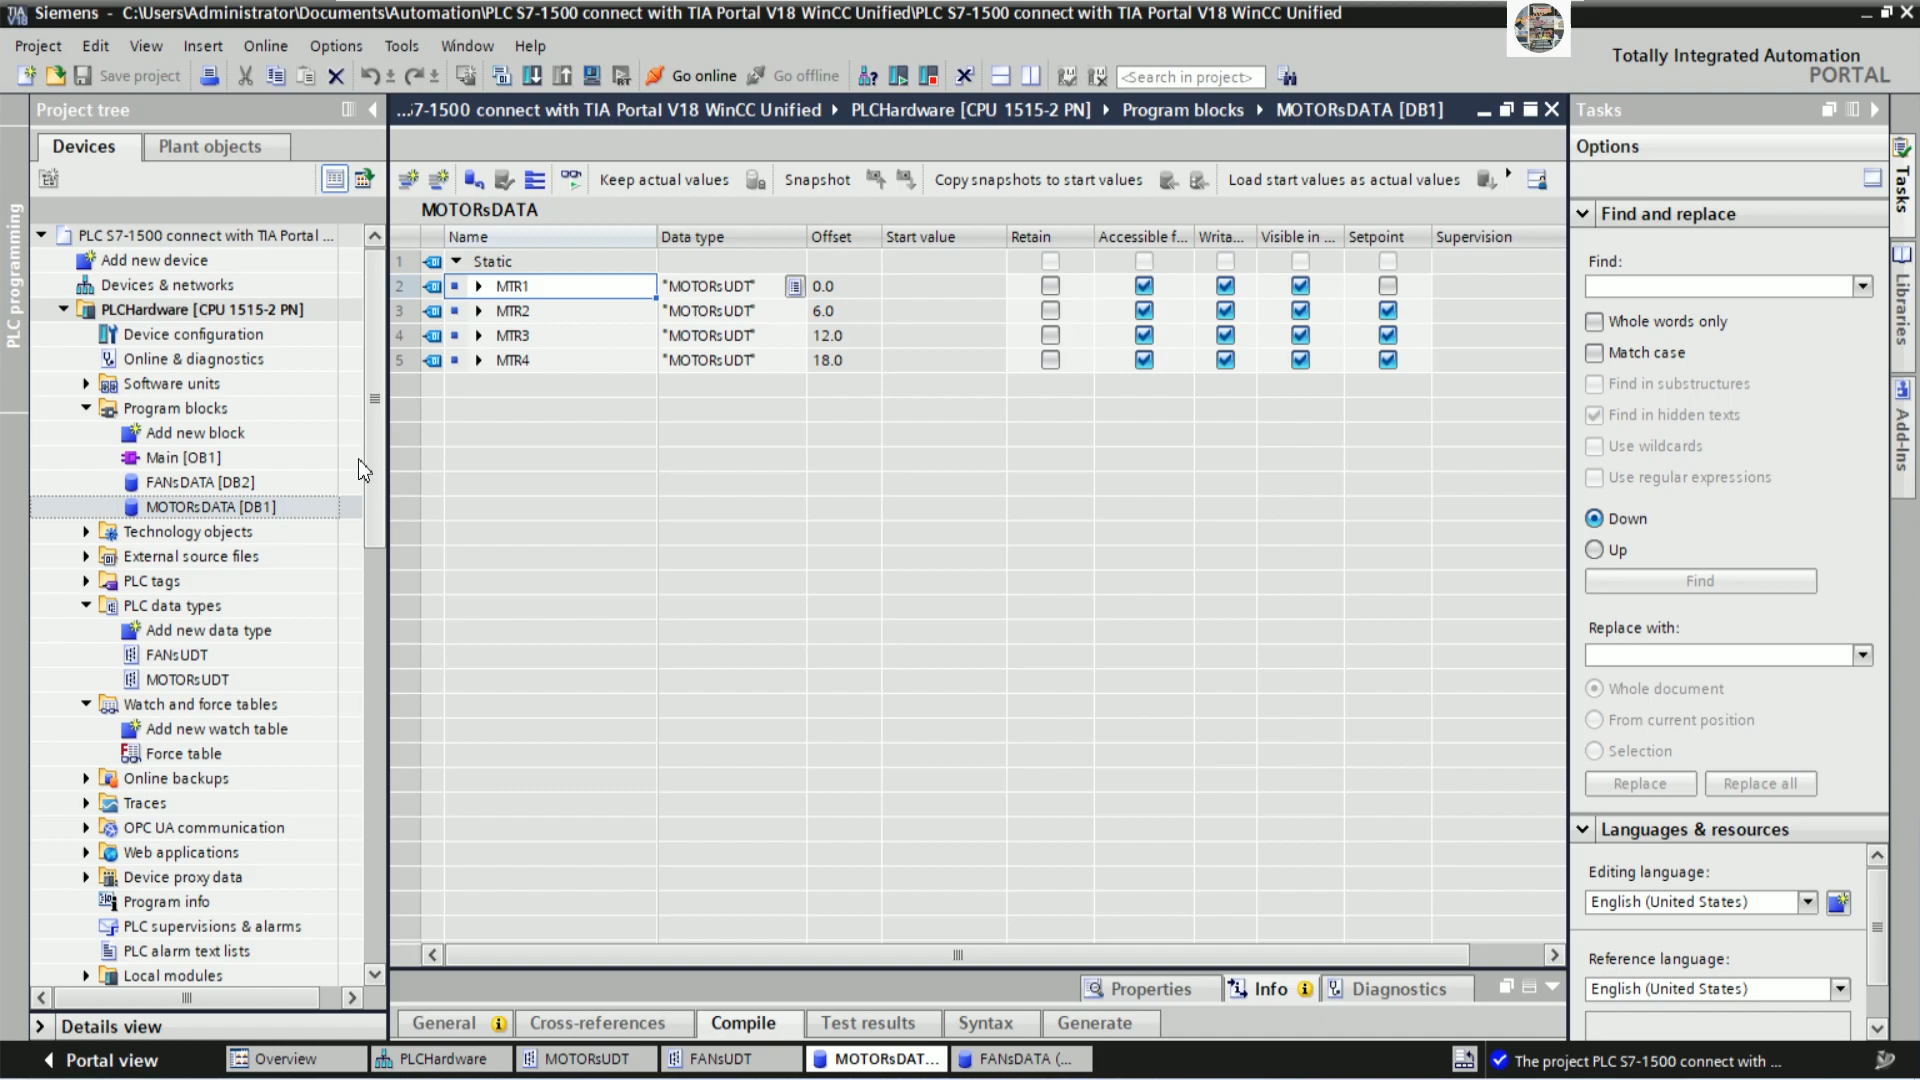 Siemens - C:\Users\Administrator\Documents\Automation\PLC S7-1500 connect with TIA Portal V18 WinCC Unified\PLC S7-1500 connect with TIA Portal V18 WinCC Unified
Project Edit View Insert Online Options Tools Window Help
Totally Integrated Automation
PORTAL
Save project Go online Go offline <Search in project>
Project tree
...;7-1500 connect with TIA Portal V18 WinCC Unified PLCHardware [CPU 1515-2 PN] Program blocks MOTORsDATA [DB1]
Tasks
Devices Plant objects
Options
Keep actual values Snapshot Copy snapshots to start values Load start values as actual values
PLC programming
Tasks
Libraries
Add-Ins
MOTORsDATA
Name Data type Offset Start value Retain Accessible f... Writa... Visible in ... Setpoint Supervision
1 Static
2 MTR1 "MOTORsUDT" 0.0
3 MTR2 "MOTORsUDT" 6.0
4 MTR3 "MOTORsUDT" 12.0
5 MTR4 "MOTORsUDT" 18.0
PLC S7-1500 connect with TIA Portal ...
Add new device
Devices & networks
PLCHardware [CPU 1515-2 PN]
Device configuration
Online & diagnostics
Software units
Program blocks
Add new block
Main [OB1]
FANsDATA [DB2]
MOTORsDATA [DB1]
Technology objects
External source files
PLC tags
PLC data types
Add new data type
FANsUDT
MOTORsUDT
Watch and force tables
Add new watch table
Force table
Online backups
Traces
OPC UA communication
Web applications
Device proxy data
Program info
PLC supervisions & alarms
PLC alarm text lists
Local modules
Details view
Find and replace
Find:
Whole words only
Match case
Find in substructures
Find in hidden texts
Use wildcards
Use regular expressions
Down
Up
Find
Replace with:
Whole document
From current position
Selection
Replace Replace all
Languages & resources
Editing language:
English (United States)
Reference language:
English (United States)
Properties Info Diagnostics
General Cross-references Compile Test results Syntax Generate
Portal view Overview PLCHardware MOTORsUDT FANsUDT MOTORsDAT... FANsDATA (... The project PLC S7-1500 connect with ...